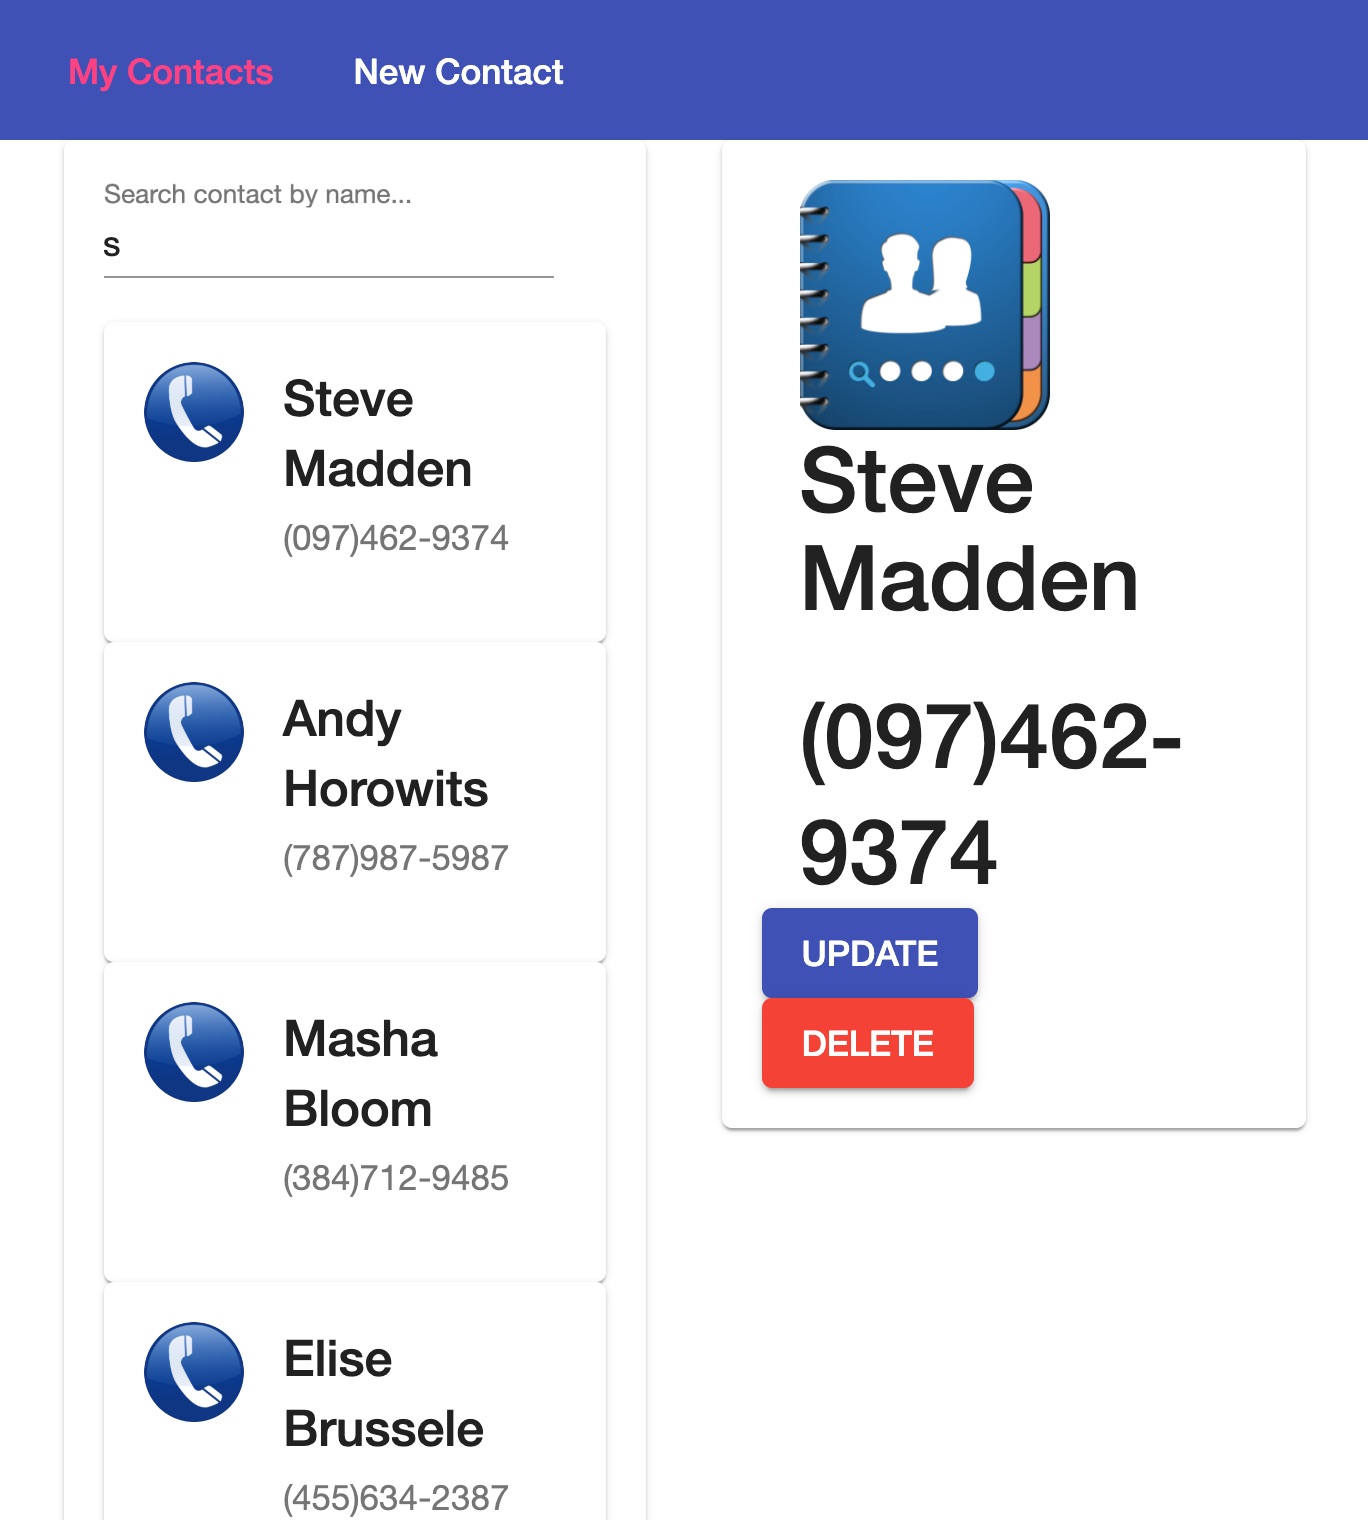 My Contacts New Contact
Search contact by name...
s
Steve
Madden
(097)462-9374
Andy
Horowits
(787)987-5987
Masha
Bloom
(384)712-9485
Elise
Brussele
(455)634-2387
Steve
Madden
(097)462-
9374
UPDATE
DELETE